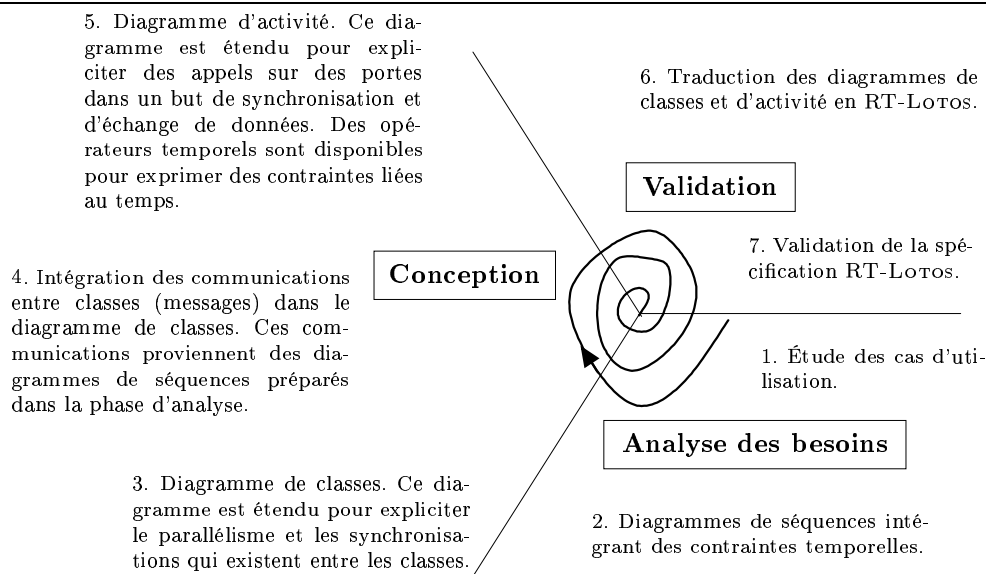 5. Diagramme d'activité. Ce dia-
gramme est étendu pour expli-
citer des appels sur des portes
dans un but de synchronisation et
d'échange de données. Des opé-
rateurs temporels sont disponibles
pour exprimer des contraintes liées
au temps.
6. Traduction des diagrammes de
classes et d'activité en RT-LOTOS.
Validation
7. Validation de la spé-
cification RT-LOTOS.
Conception
4. Intégration des communications
entre classes (messages) dans le
diagramme de classes. Ces com-
munications proviennent des dia-
grammes de séquences préparés
dans la phase d'analyse.
1. Étude des cas d'uti-
lisation.
Analyse des besoins
3. Diagramme de classes. Ce dia-
gramme est étendu pour expliciter
le parallélisme et les synchronisa-
tions qui existent entre les classes.
2. Diagrammes de séquences inté-
grant des contraintes temporelles.